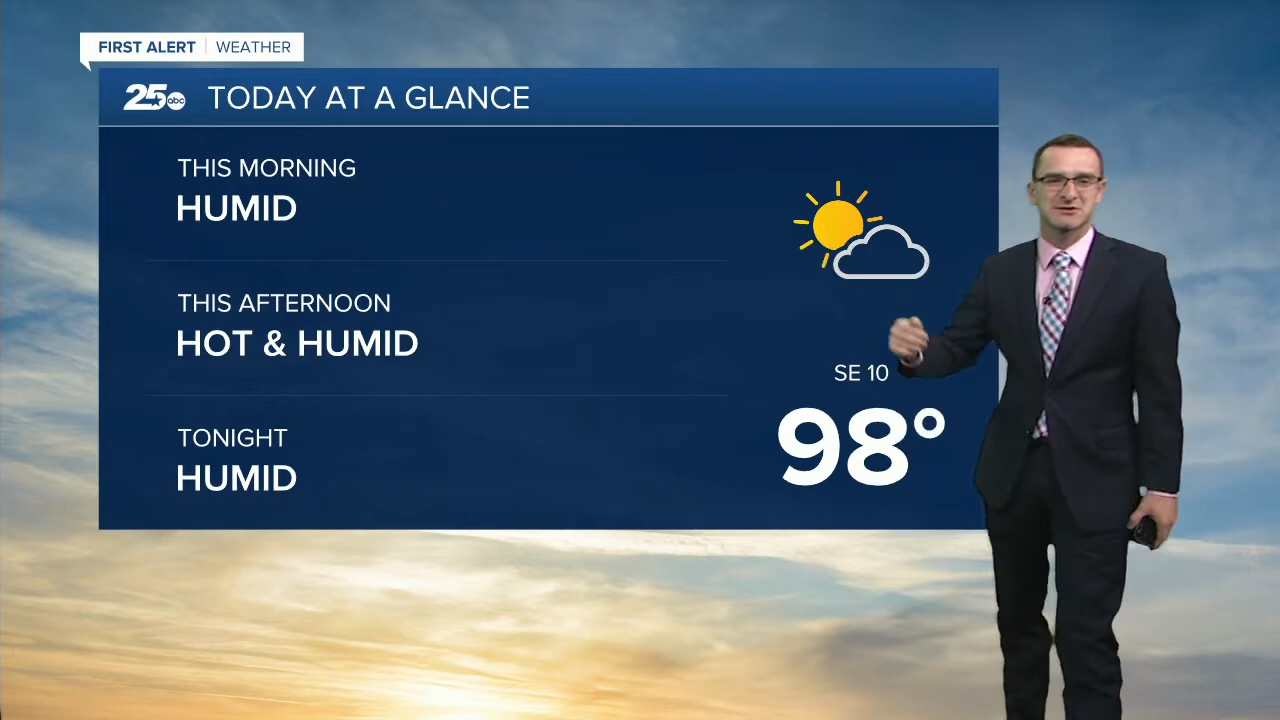 FIRST ALERT | WEATHER
25 abc TODAY AT A GLANCE
THIS MORNING
HUMID
THIS AFTERNOON
HOT & HUMID
TONIGHT
HUMID
SE 10
98°